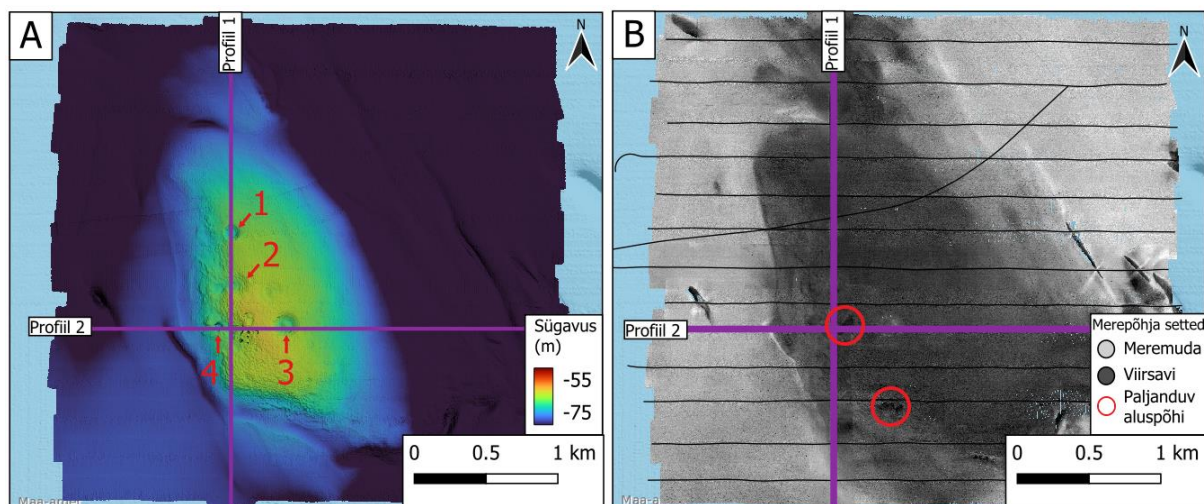 A
Profiil 1
N
1
2
Profiil 2
4
3
Sügavus
(m)
-55
-75
0 0.5 1 km
Maa-amet
B
Profiil 1
N
Profiil 2
Merepõhja setted
Meremuda
Viirsavi
Paljanduv
aluspõhi
0 0.5 1 km
Maa-a